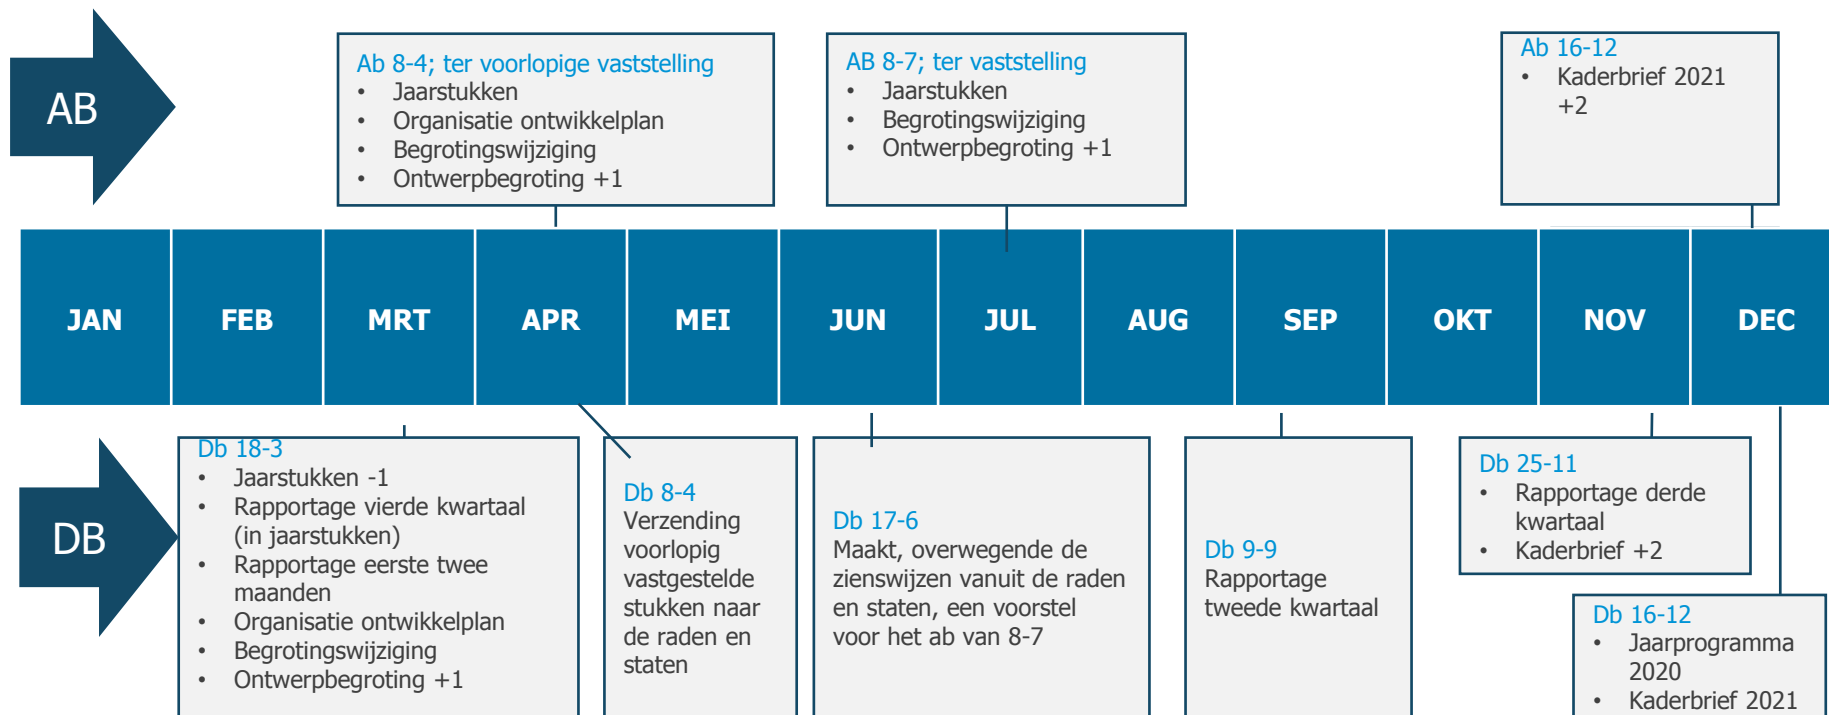 AB
Ab 8-4; ter voorlopige vaststelling
• Jaarstukken
• Organisatie ontwikkelplan
• Begrotingswijziging
• Ontwerpbegroting +1
AB 8-7; ter vaststelling
• Jaarstukken
• Begrotingswijziging
• Ontwerpbegroting +1
Ab 16-12
• Kaderbrief 2021
+2
JAN
FEB
MRT
APR
MEI
JUN
JUL
AUG
SEP
OKT
NOV
DEC
DB
Db 18-3
• Jaarstukken -1
• Rapportage vierde kwartaal
(in jaarstukken)
• Rapportage eerste twee
maanden
• Organisatie ontwikkelplan
• Begrotingswijziging
• Ontwerpbegroting +1
Db 8-4
Verzending
voorlopig
vastgestelde
stukken naar
de raden en
staten
Db 17-6
Maakt, overwegende de
zienswijzen vanuit de raden
en staten, een voorstel
voor het ab van 8-7
Db 9-9
Rapportage
tweede kwartaal
Db 25-11
• Rapportage derde
kwartaal
• Kaderbrief +2
Db 16-12
• Jaarprogramma
2020
• Kaderbrief 2021